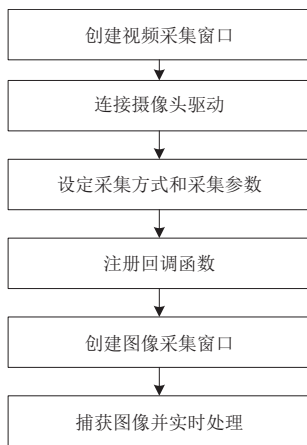 创建视频采集窗口
连接摄像头驱动
设定采集方式和采集参数
注册回调函数
创建图像采集窗口
捕获图像并实时处理